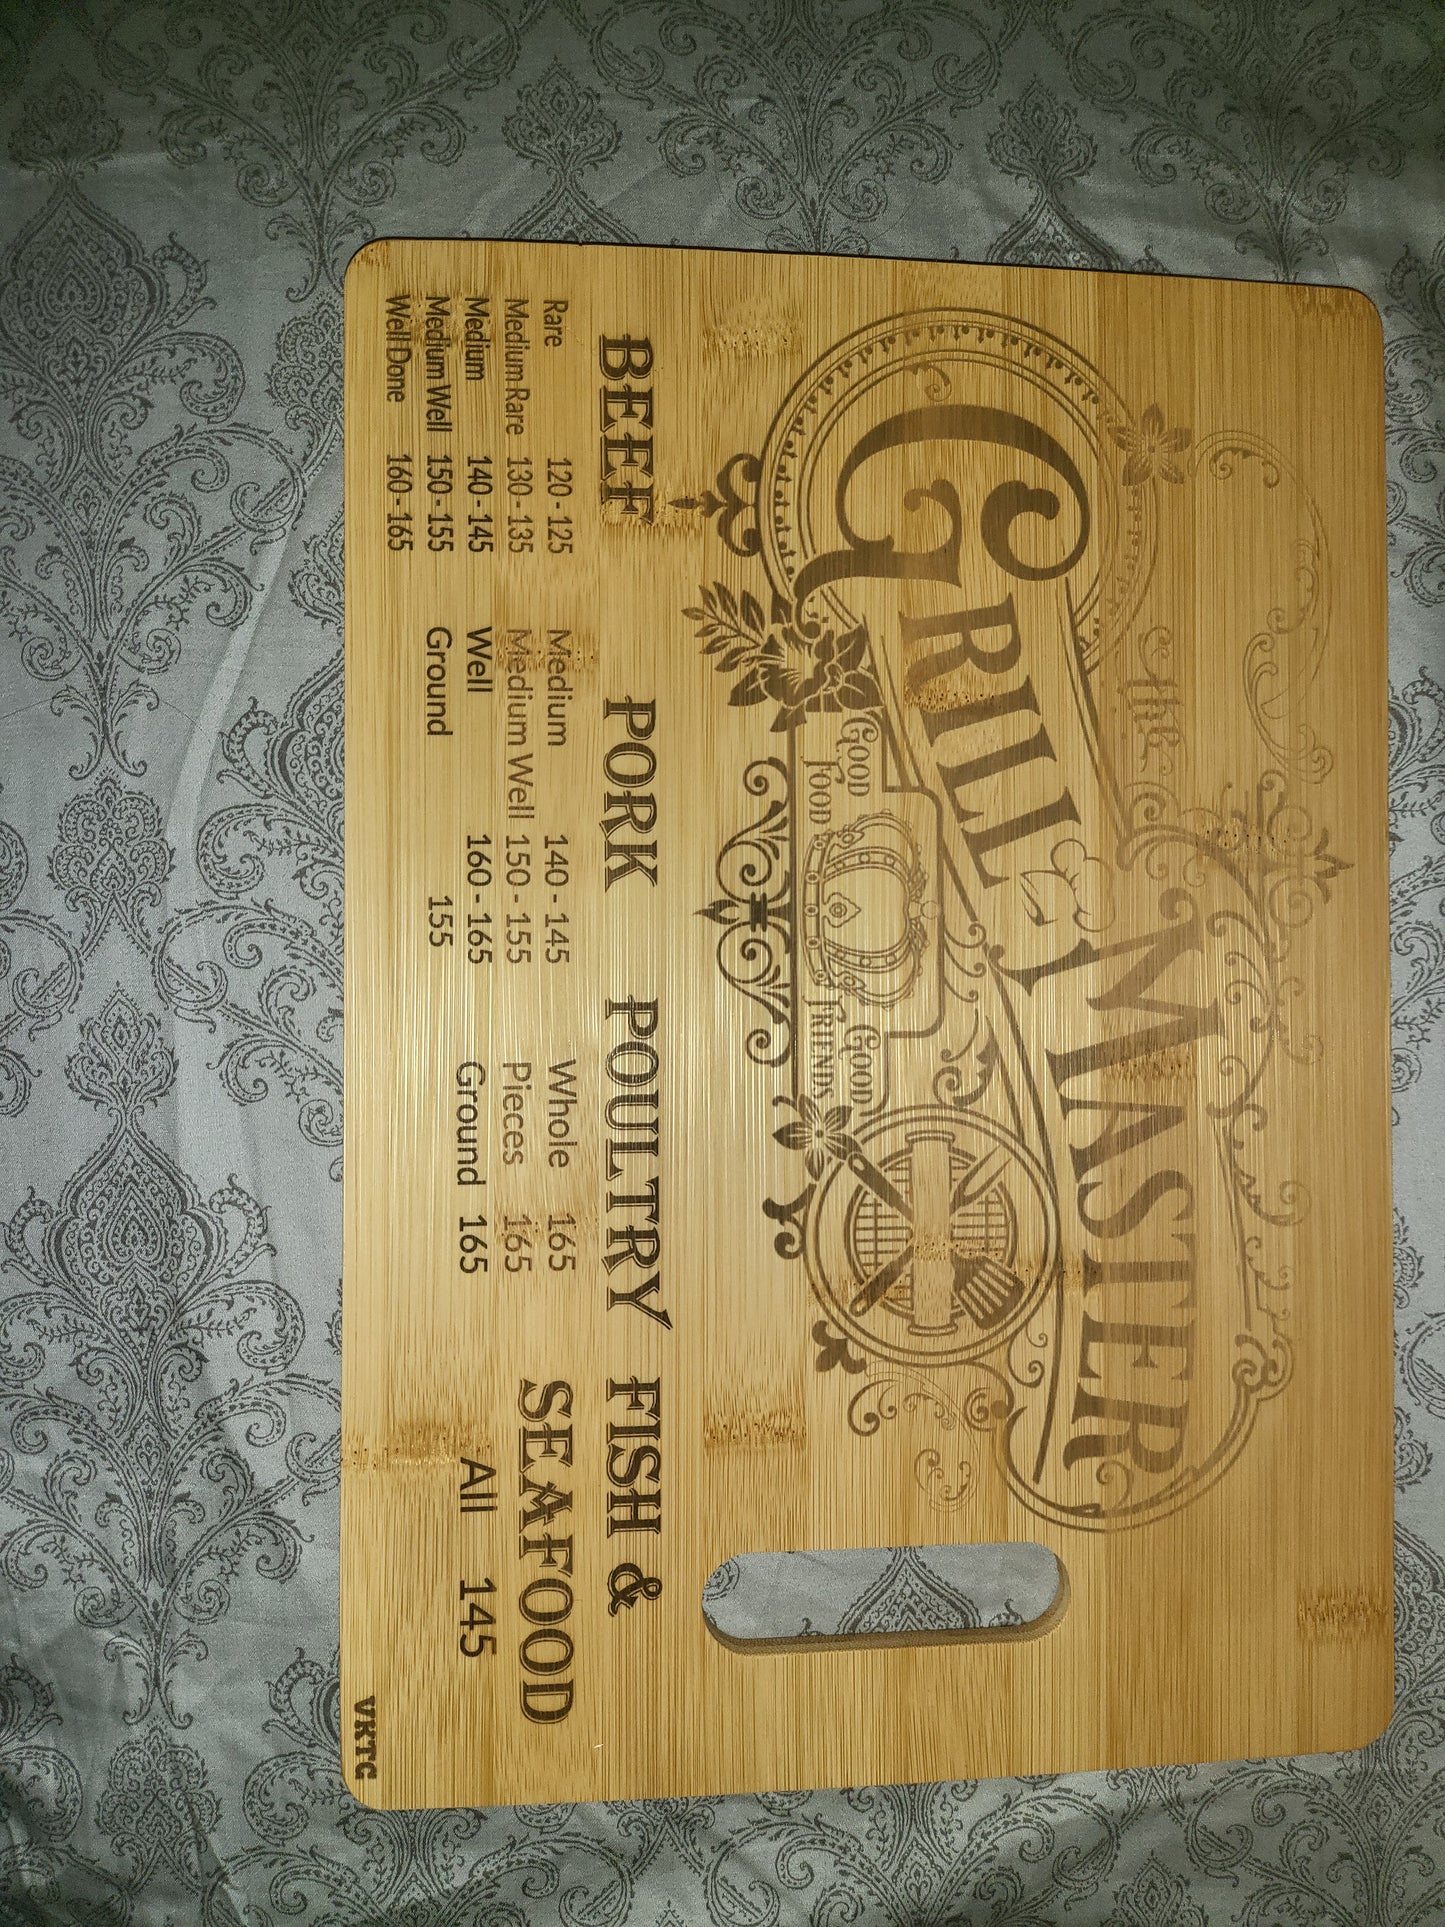 the
GRILL MASTER
GOOD FOOD GOOD FRIENDS
BEEF
Rare 120 - 125
Medium Rare 130 - 135
Medium 140 - 145
Medium Well 150 - 155
Well Done 160 - 165
PORK
Medium 140 - 145
Medium Well 150 - 155
Well 160 - 165
Ground 155
POULTRY
Whole 165
Pieces 165
Ground 165
FISH &
SEAFOOD
All 145
VKTG